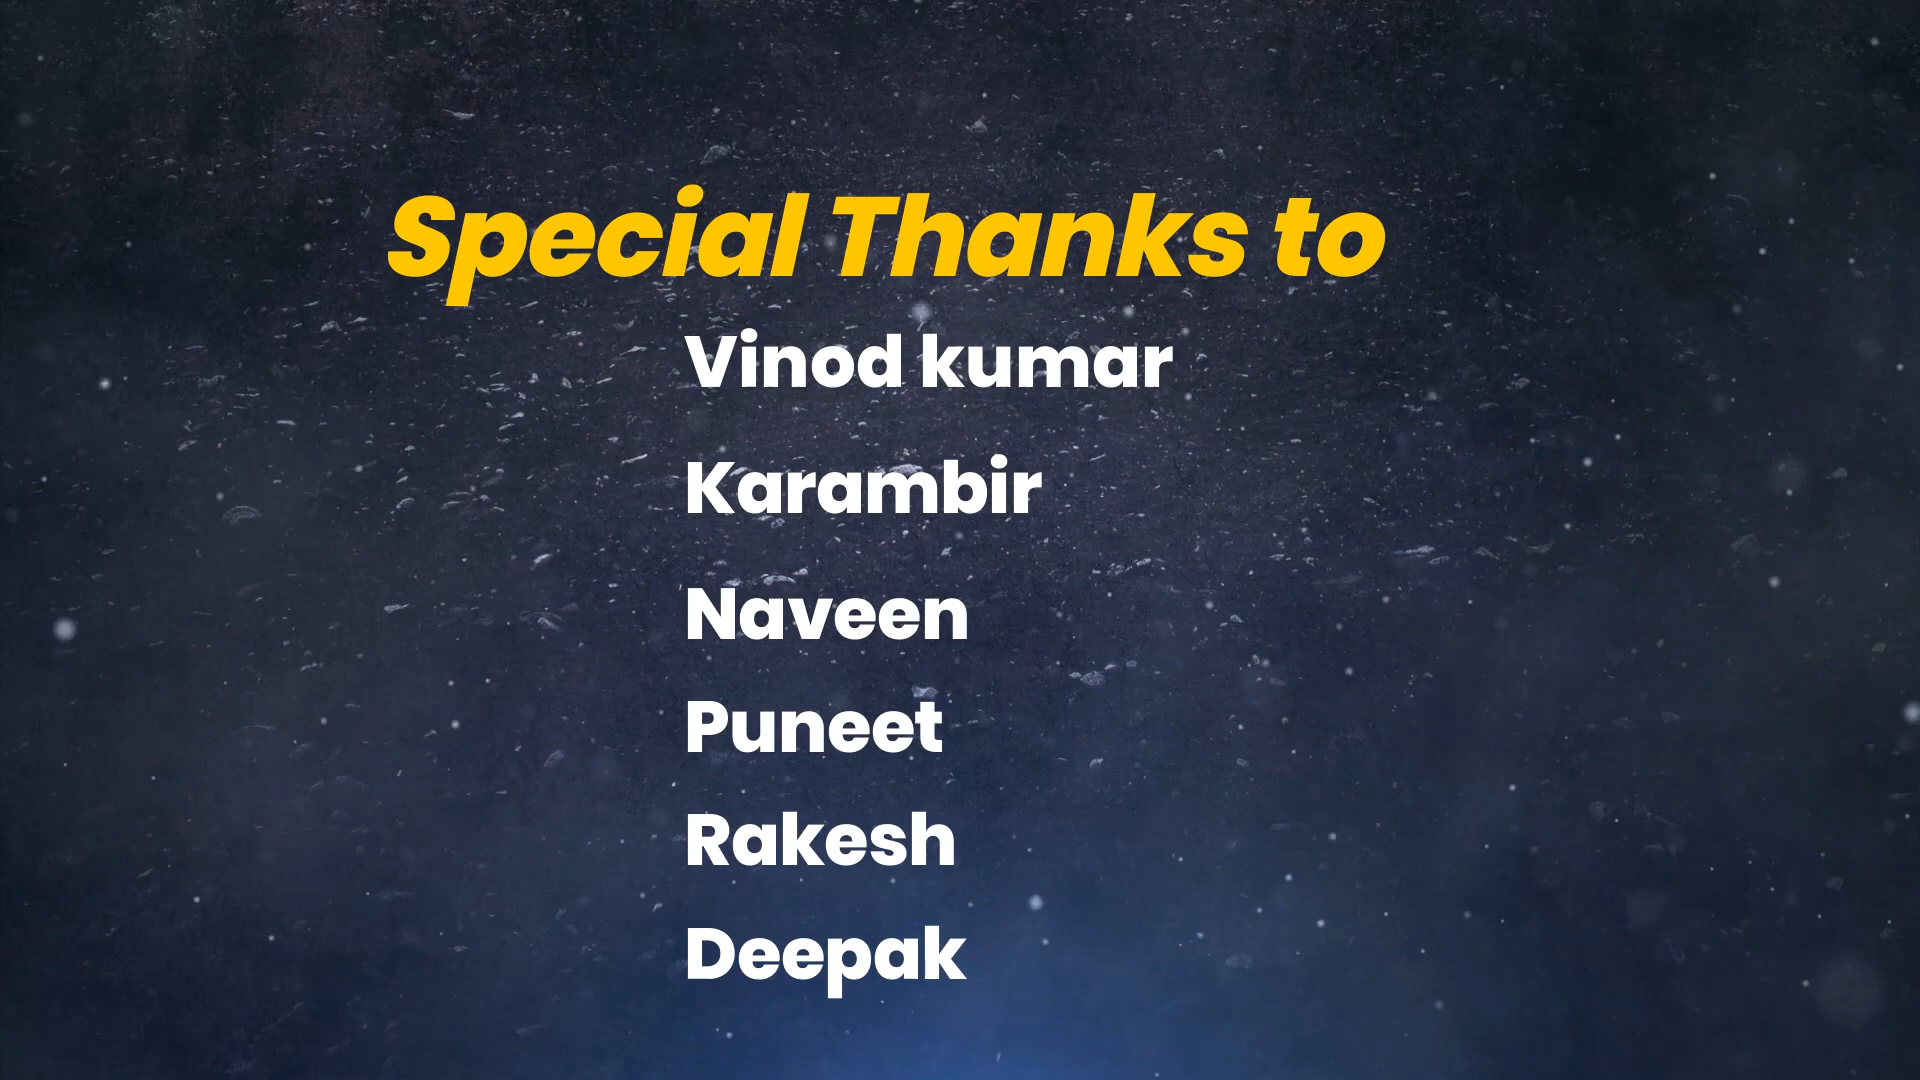 Special Thanks to
Vinod kumar
Karambir
Naveen
Puneet
Rakesh
Deepak